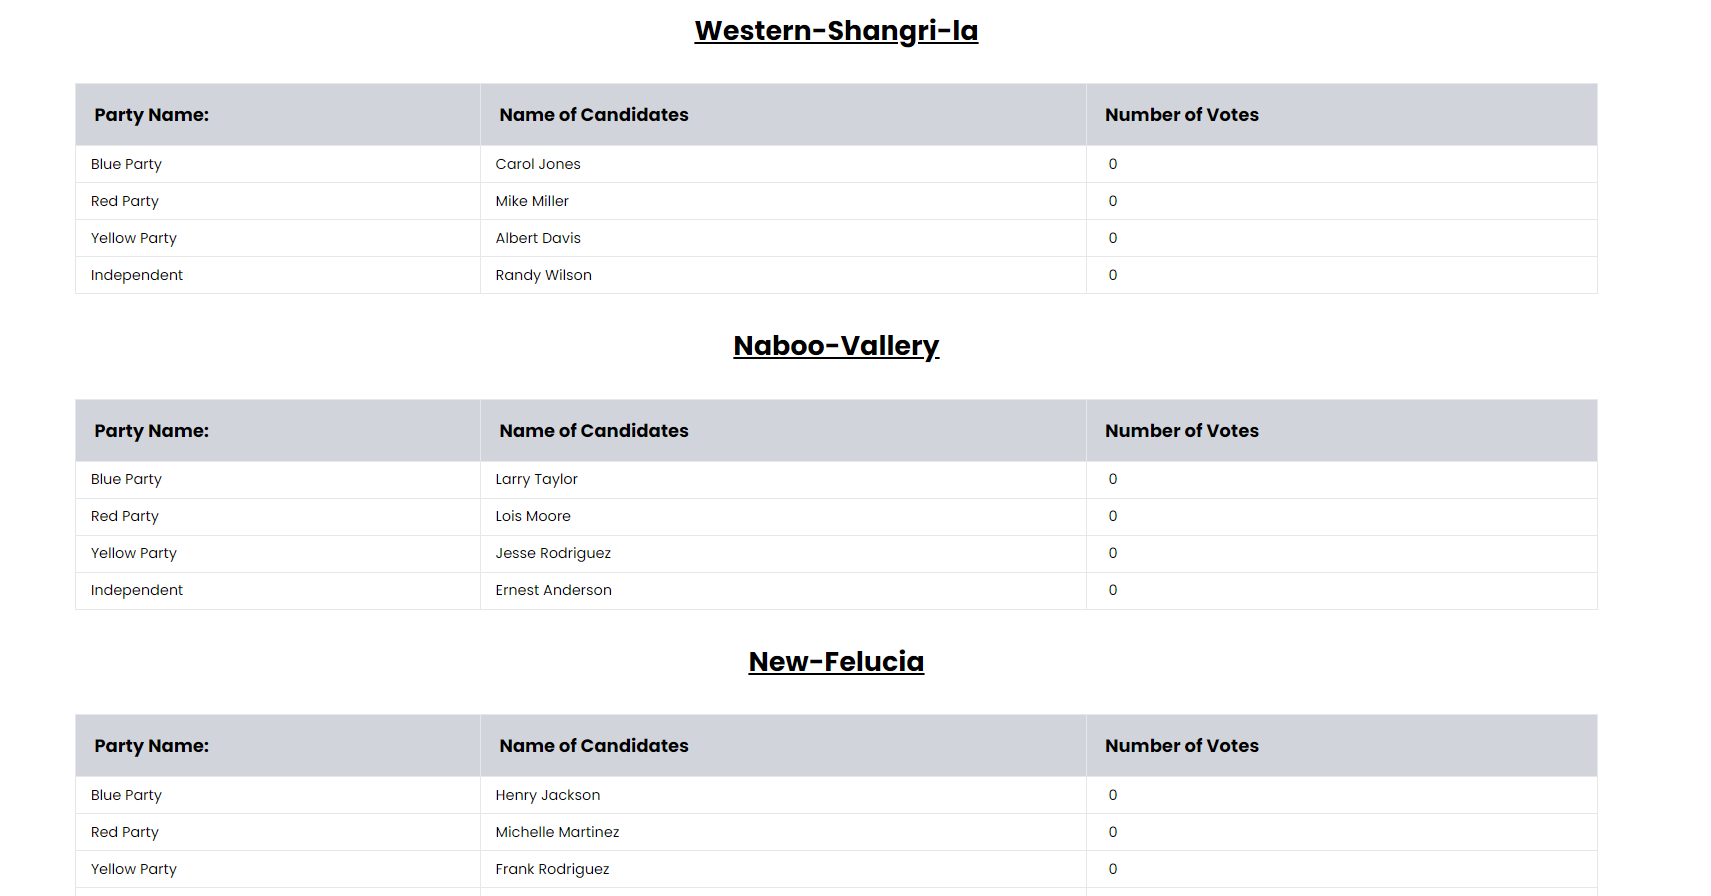 Western-Shangri-la
Party Name: Name of Candidates Number of Votes
Blue Party Carol Jones 0
Red Party Mike Miller 0
Yellow Party Albert Davis 0
Independent Randy Wilson 0
Naboo-Vallery
Party Name: Name of Candidates Number of Votes
Blue Party Larry Taylor 0
Red Party Lois Moore 0
Yellow Party Jesse Rodriguez 0
Independent Ernest Anderson 0
New-Felucia
Party Name: Name of Candidates Number of Votes
Blue Party Henry Jackson 0
Red Party Michelle Martinez 0
Yellow Party Frank Rodriguez 0